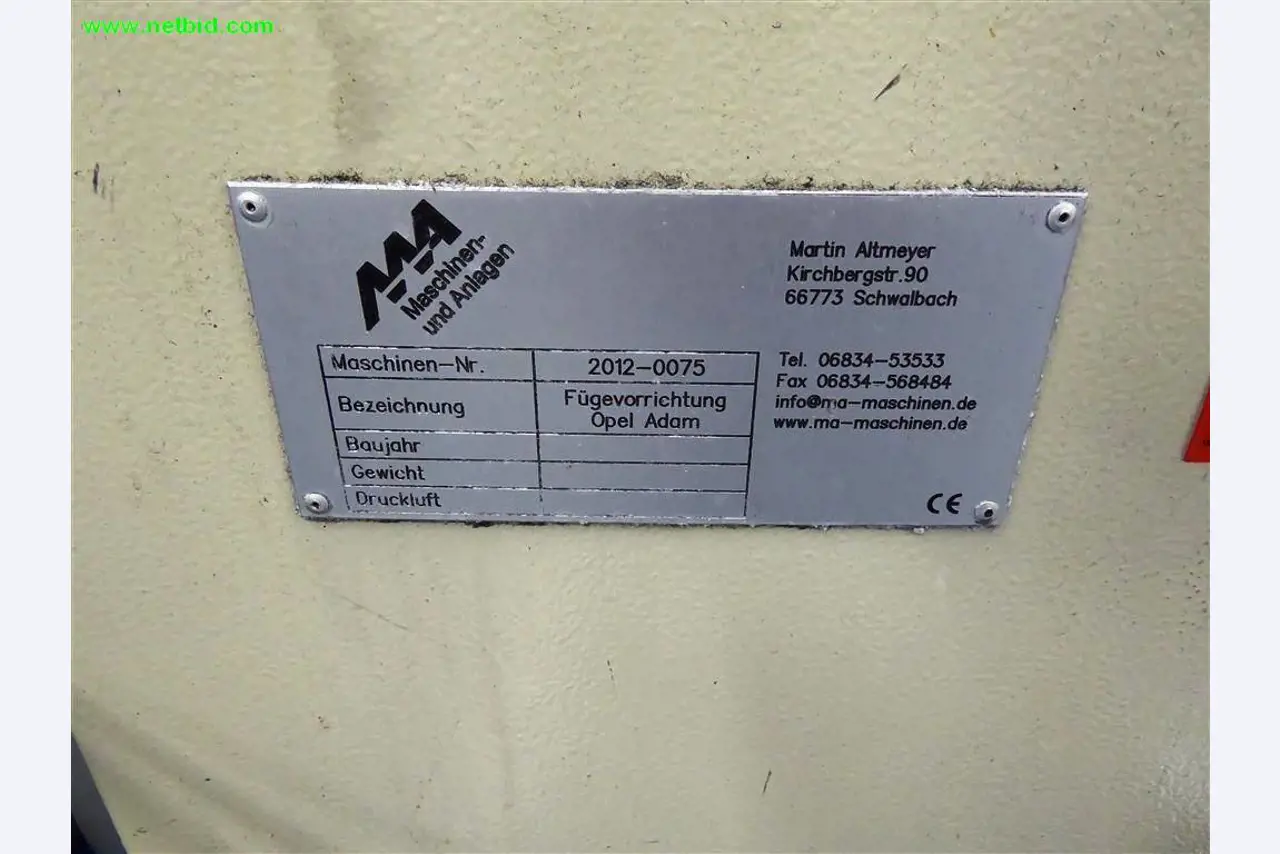 www.netbid.com
MA
Maschinen-
und Anlagen
Martin Altmeyer
Kirchbergstr.90
66773 Schwalbach
Tel. 06834-53533
Fax 06834-568484
info@ma-maschinen.de
www.ma-maschinen.de
Maschinen-Nr. 2012-0075
Bezeichnung Fügevorrichtung
Opel Adam
Baujahr
Gewicht
Druckluft
CE